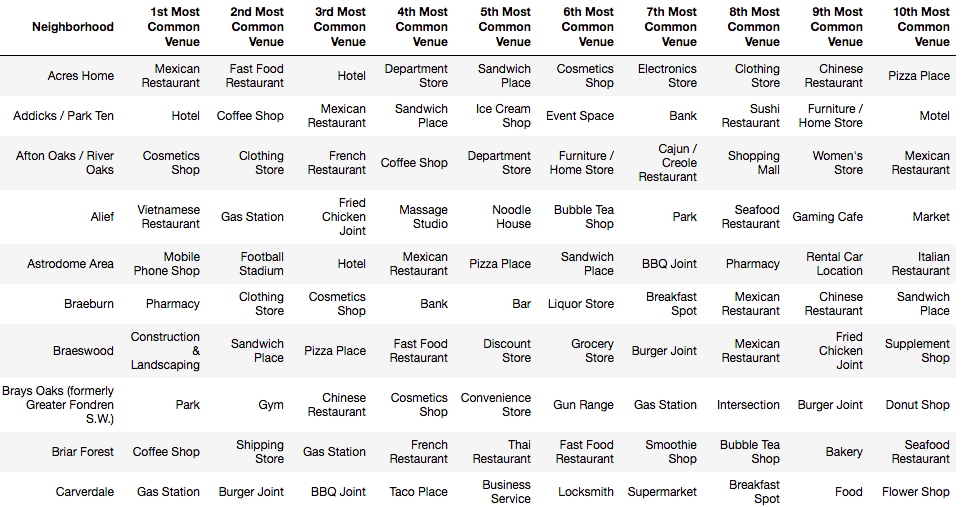 Neighborhood 1st Most Common Venue 2nd Most Common Venue 3rd Most Common Venue 4th Most Common Venue 5th Most Common Venue 6th Most Common Venue 7th Most Common Venue 8th Most Common Venue 9th Most Common Venue 10th Most Common Venue
Acres Home Mexican Restaurant Fast Food Restaurant Hotel Department Store Sandwich Place Cosmetics Shop Electronics Store Clothing Store Chinese Restaurant Pizza Place
Addicks / Park Ten Hotel Coffee Shop Mexican Restaurant Sandwich Place Ice Cream Shop Event Space Bank Sushi Restaurant Furniture / Home Store Motel
Afton Oaks / River Oaks Cosmetics Shop Clothing Store French Restaurant Coffee Shop Department Store Furniture / Home Store Cajun / Creole Restaurant Shopping Mall Women's Store Mexican Restaurant
Alief Vietnamese Restaurant Gas Station Fried Chicken Joint Massage Studio Noodle House Bubble Tea Shop Park Seafood Restaurant Gaming Cafe Market
Astrodome Area Mobile Phone Shop Football Stadium Hotel Mexican Restaurant Pizza Place Sandwich Place BBQ Joint Pharmacy Rental Car Location Italian Restaurant
Braeburn Pharmacy Clothing Store Cosmetics Shop Bank Bar Liquor Store Breakfast Spot Mexican Restaurant Chinese Restaurant Sandwich Place
Braeswood Construction & Landscaping Sandwich Place Pizza Place Fast Food Restaurant Discount Store Grocery Store Burger Joint Mexican Restaurant Fried Chicken Joint Supplement Shop
Brays Oaks (formerly Greater Fondren S.W.) Park Gym Chinese Restaurant Cosmetics Shop Convenience Store Gun Range Gas Station Intersection Burger Joint Donut Shop
Briar Forest Coffee Shop Shipping Store Gas Station French Restaurant Thai Restaurant Fast Food Restaurant Smoothie Shop Bubble Tea Shop Bakery Seafood Restaurant
Carverdale Gas Station Burger Joint BBQ Joint Taco Place Business Service Locksmith Supermarket Breakfast Spot Food Flower Shop